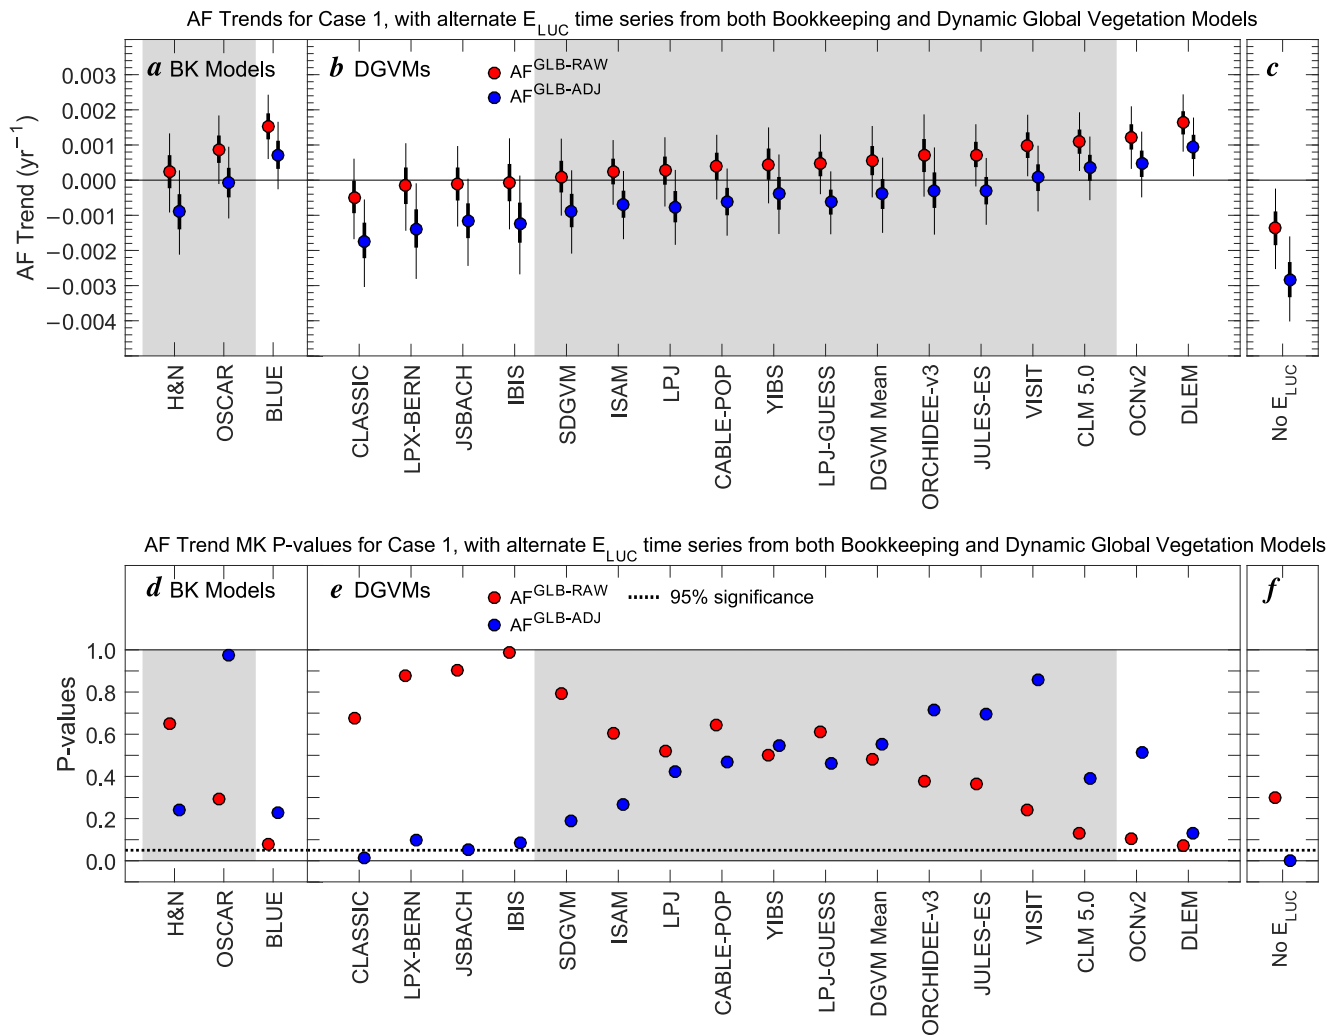 AF Trends for Case 1, with alternate E_LUC time series from both Bookkeeping and Dynamic Global Vegetation Models
a BK Models
b DGVMs
AF^GLB-RAW
AF^GLB-ADJ
c
AF Trend (yr⁻¹)
0.003
0.002
0.001
0.000
−0.001
−0.002
−0.003
−0.004
H&N
OSCAR
BLUE
CLASSIC
LPX-BERN
JSBACH
IBIS
SDGVM
ISAM
LPJ
CABLE-POP
YIBS
LPJ-GUESS
DGVM Mean
ORCHIDEE-v3
JULES-ES
VISIT
CLM 5.0
OCNv2
DLEM
No E_LUC
AF Trend MK P-values for Case 1, with alternate E_LUC time series from both Bookkeeping and Dynamic Global Vegetation Models
d BK Models
e DGVMs
AF^GLB-RAW
95% significance
AF^GLB-ADJ
f
P-values
1.0
0.8
0.6
0.4
0.2
0.0
H&N
OSCAR
BLUE
CLASSIC
LPX-BERN
JSBACH
IBIS
SDGVM
ISAM
LPJ
CABLE-POP
YIBS
LPJ-GUESS
DGVM Mean
ORCHIDEE-v3
JULES-ES
VISIT
CLM 5.0
OCNv2
DLEM
No E_LUC